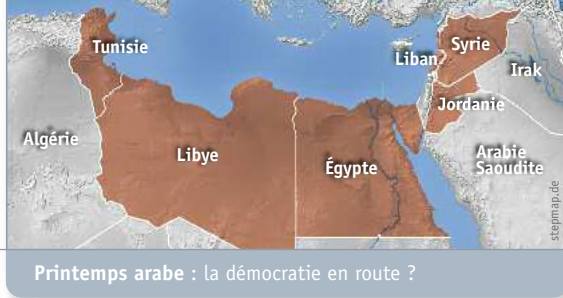 Tunisie
Syrie
Liban
Irak
Jordanie
Algérie
Libye
Égypte
Arabie
Saoudite
stepmap.de
Printemps arabe : la démocratie en route ?